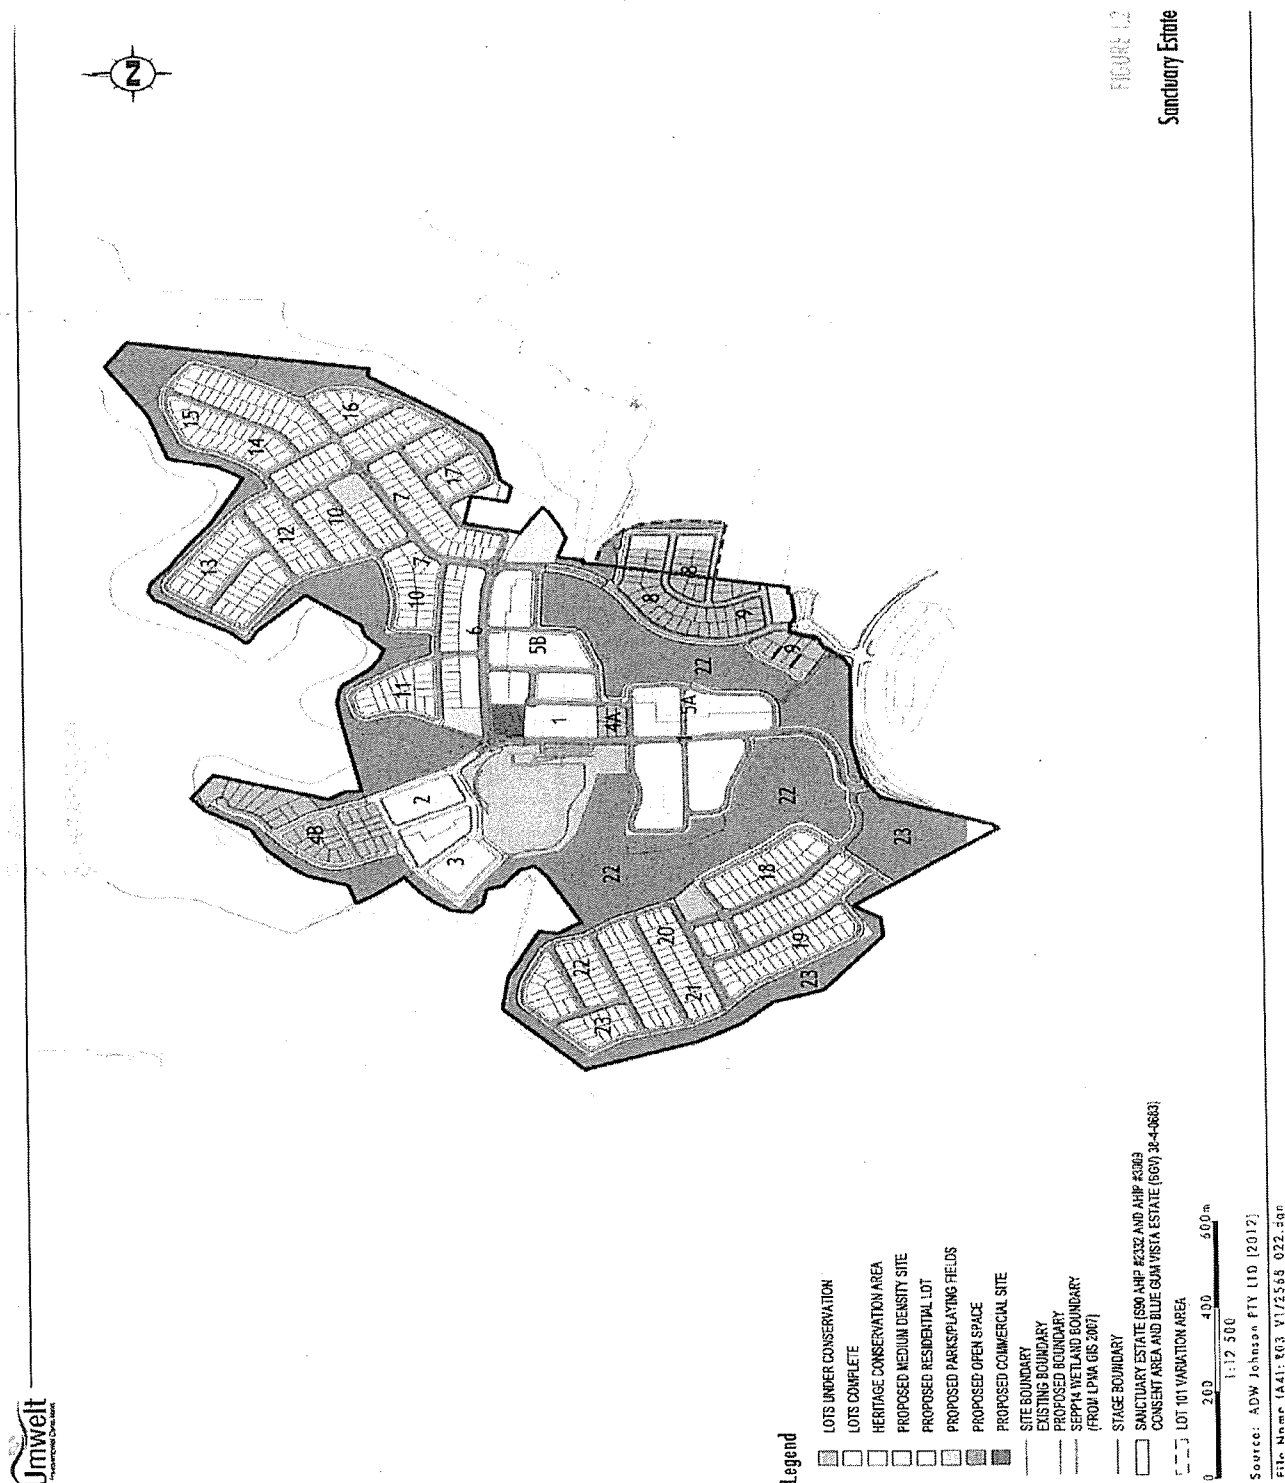 Umwelt
N
15
14
16
13
12
10
7
17
10
7
6
11
5B
8
8
9
9
22
1
4A
5A
1
2
4B
3
22
22
23
18
19
20
21
22
23
23
Legend
LOTS UNDER CONSERVATION
LOTS COMPLETE
HERITAGE CONSERVATION AREA
PROPOSED MEDIUM DENSITY SITE
PROPOSED RESIDENTIAL LOT
PROPOSED PARKS/PLAYING FIELDS
PROPOSED OPEN SPACE
PROPOSED COMMERCIAL SITE
SITE BOUNDARY
EXISTING BOUNDARY
PROPOSED BOUNDARY
SEPP14 WETLAND BOUNDARY
(FROM LPMA GIS 2007)
STAGE BOUNDARY
SANCTUARY ESTATE (S90 AHIP #2332 AND AHIP #3009
CONSENT AREA AND BLUE GUM VISTA ESTATE (BGV) 38-4-0683)
LOT 101 VARIATION AREA
0 200 400 600m
1:12 500
Source: ADW Johnson PTY LTD (2012)
FIGURE 1.2
Sanctuary Estate